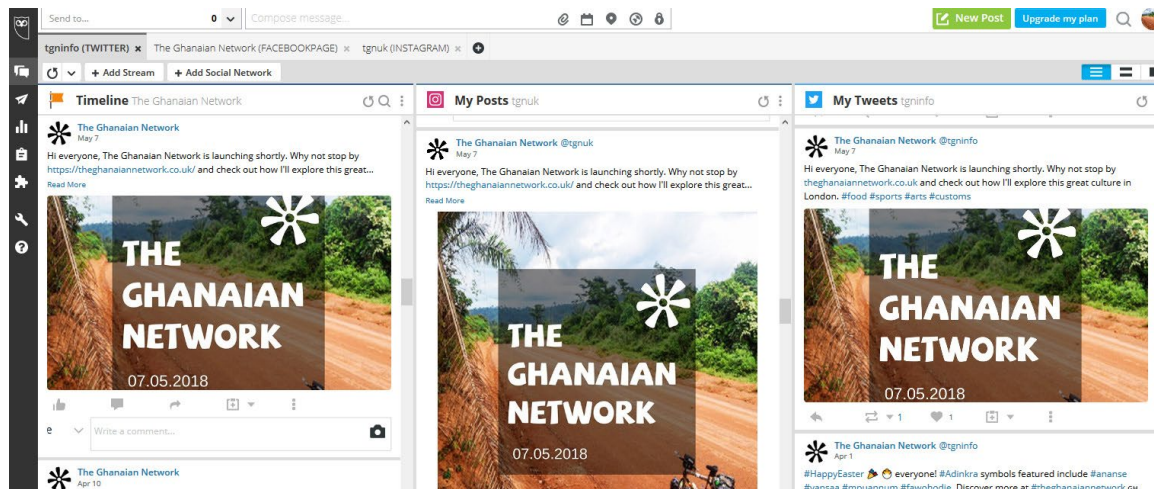 Send to...
0
Compose message...
New Post
Upgrade my plan
tgninfo (TWITTER) ×
The Ghanaian Network (FACEBOOKPAGE) ×
tgnuk (INSTAGRAM) ×
+ Add Stream
+ Add Social Network
Timeline The Ghanaian Network
The Ghanaian Network
May 7
Hi everyone, The Ghanaian Network is launching shortly. Why not stop by
https://theghanaiannetwork.co.uk/ and check out how I'll explore this great...
Read More
THE
GHANAIAN
NETWORK
07.05.2018
e
Write a comment...
The Ghanaian Network
Apr 10
My Posts tgnuk
The Ghanaian Network @tgnuk
May 7
Hi everyone, The Ghanaian Network is launching shortly. Why not stop by
https://theghanaiannetwork.co.uk/ and check out how I'll explore this great...
Read More
THE
GHANAIAN
NETWORK
07.05.2018
My Tweets tgninfo
The Ghanaian Network @tgninfo
May 7
Hi everyone, The Ghanaian Network is launching shortly. Why not stop by
theghanaiannetwork.co.uk and check out how I'll explore this great culture in
London. #food #sports #arts #customs
THE
GHANAIAN
NETWORK
07.05.2018
1
1
The Ghanaian Network @tgninfo
Apr 1
#HappyEaster 🎉 🐣 everyone! #Adinkra symbols featured include #ananse
#nyansaa #mpuannum #fawohodie. Discover more at #theghanaiannetwork GH